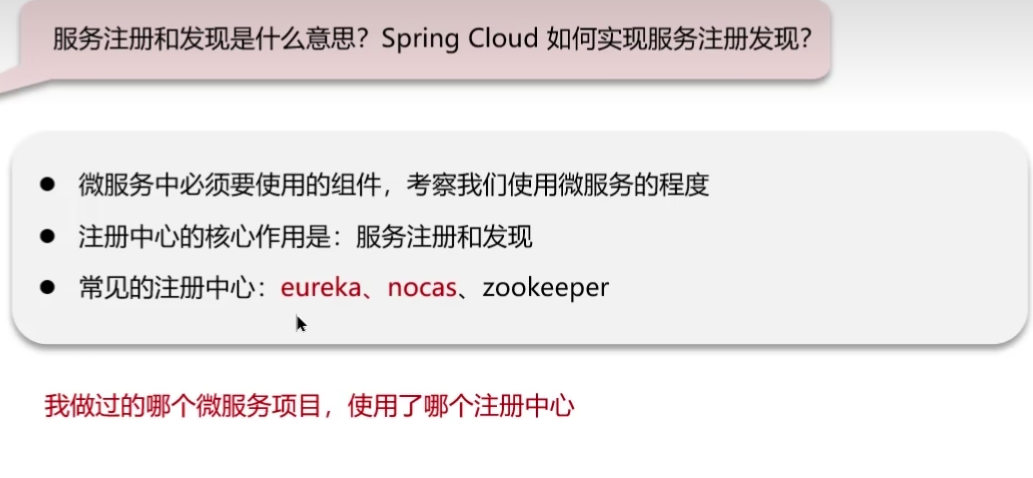 服务注册和发现是什么意思？Spring Cloud 如何实现服务注册发现？
● 微服务中必须要使用的组件，考察我们使用微服务的程度
● 注册中心的核心作用是：服务注册和发现
● 常见的注册中心：eureka、nocas、zookeeper
我做过的哪个微服务项目，使用了哪个注册中心